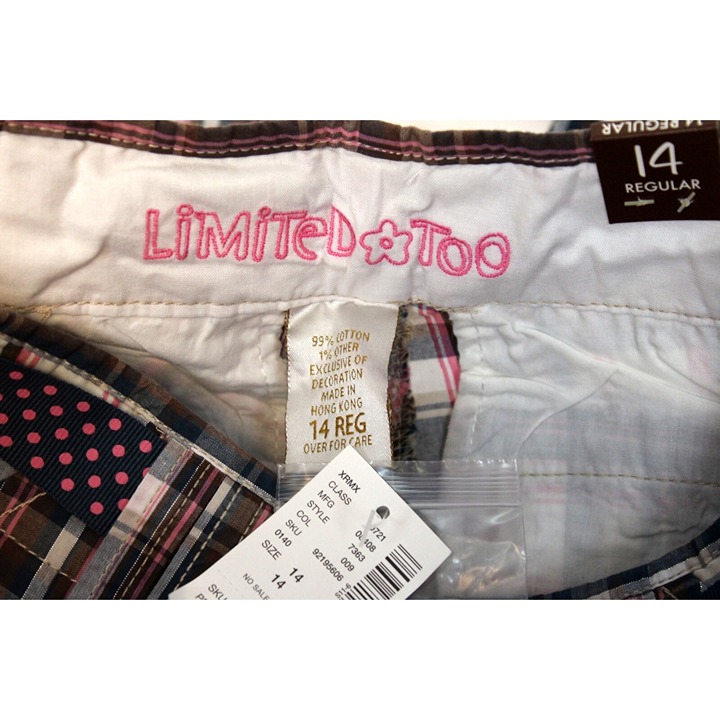 14 REGULAR
14
REGULAR
LiMiTeD TOO
99% COTTON
1% OTHER
EXCLUSIVE OF
DECORATION
MADE IN
HONG KONG
14 REG
OVER FOR CARE
XRMX
CLASS
MFG
STYLE 7363
COL 009
SKU 92195606
0140
SIZE 14
14
NO SALE
SKU